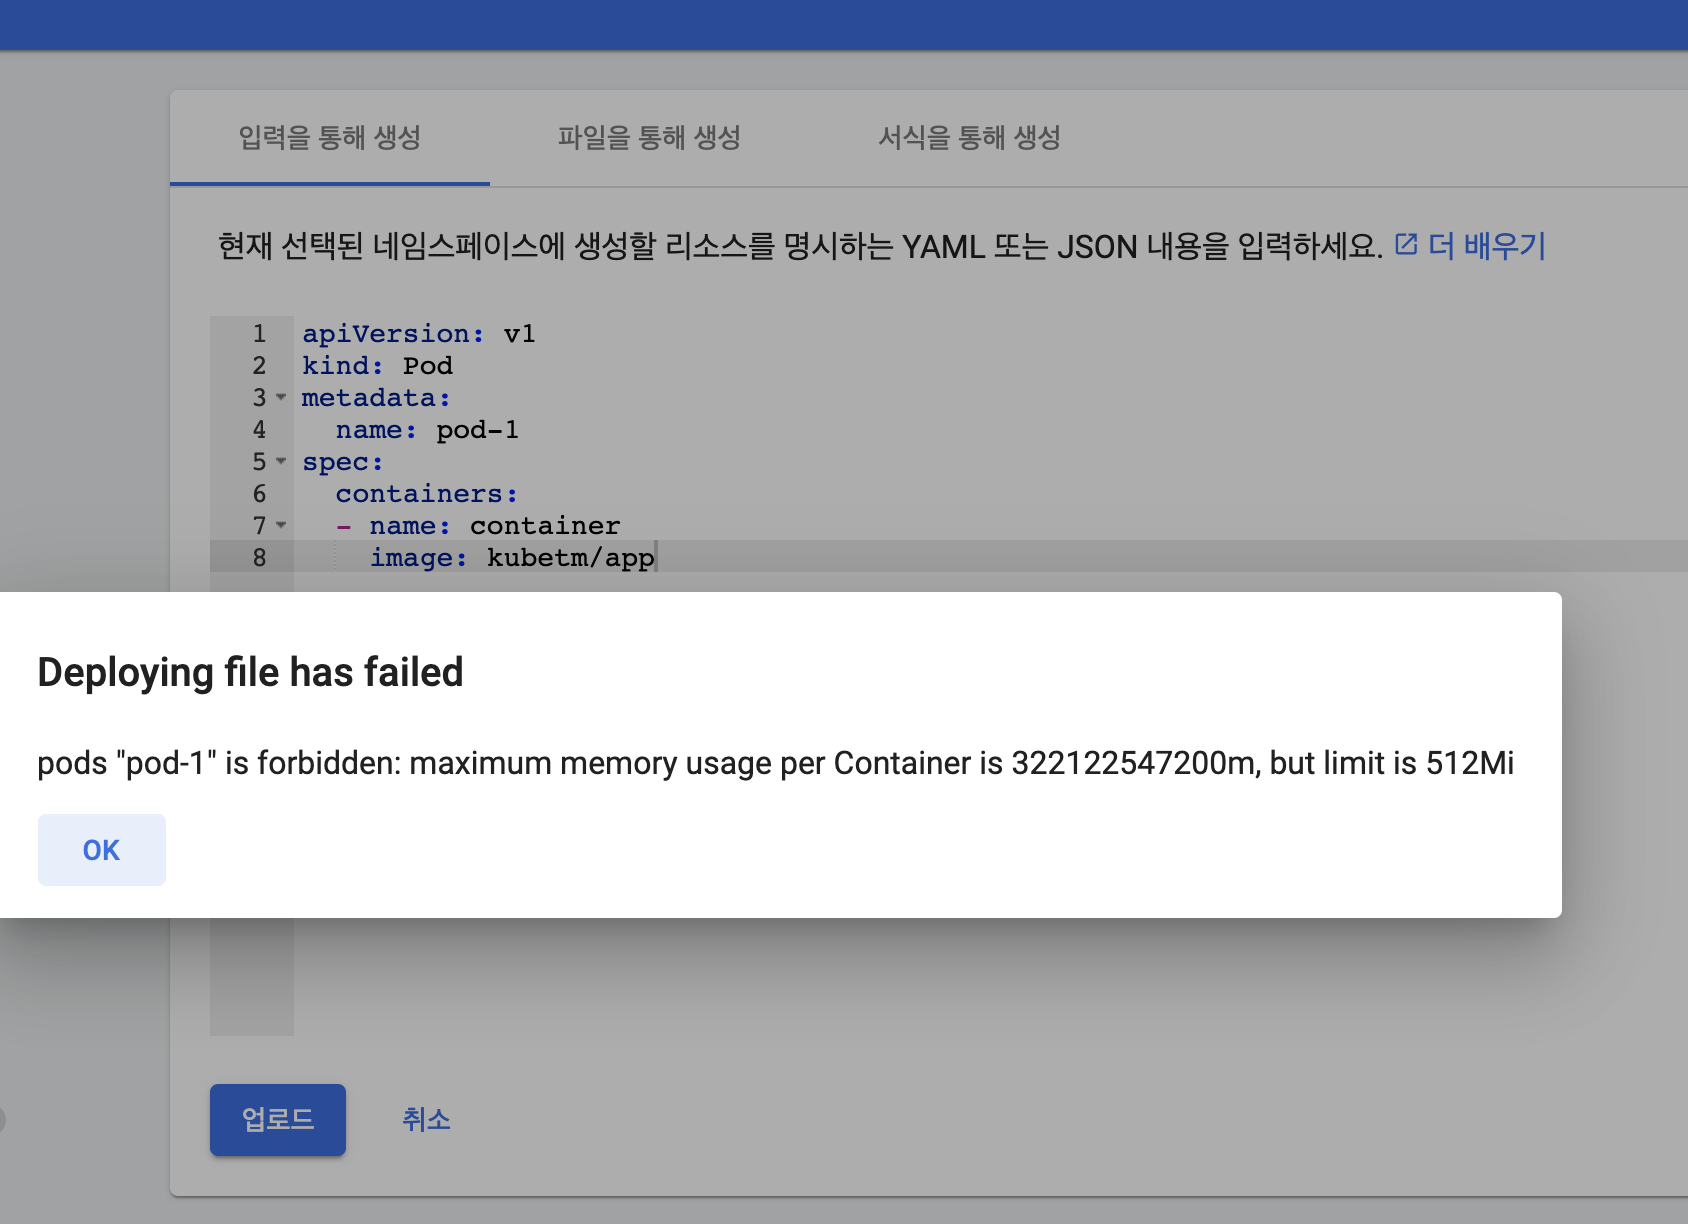 입력을 통해 생성
파일을 통해 생성
서식을 통해 생성
현재 선택된 네임스페이스에 생성할 리소스를 명시하는 YAML 또는 JSON 내용을 입력하세요. 더 배우기
1 apiVersion: v1
2 kind: Pod
3 metadata:
4   name: pod-1
5 spec:
6   containers:
7   - name: container
8     image: kubetm/app
Deploying file has failed
pods "pod-1" is forbidden: maximum memory usage per Container is 322122547200m, but limit is 512Mi
OK
업로드
취소